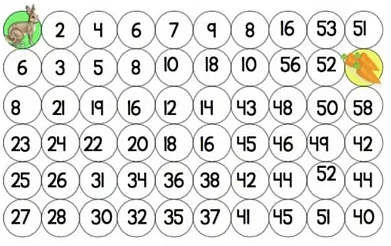 2 4 6 7 9 8 16 53 51
6 3 5 8 10 18 10 56 52
8 21 19 16 12 14 43 48 50 58
23 24 22 20 18 16 45 46 49 42
25 26 31 34 36 38 42 44 52 44
27 28 30 32 35 37 41 45 51 40